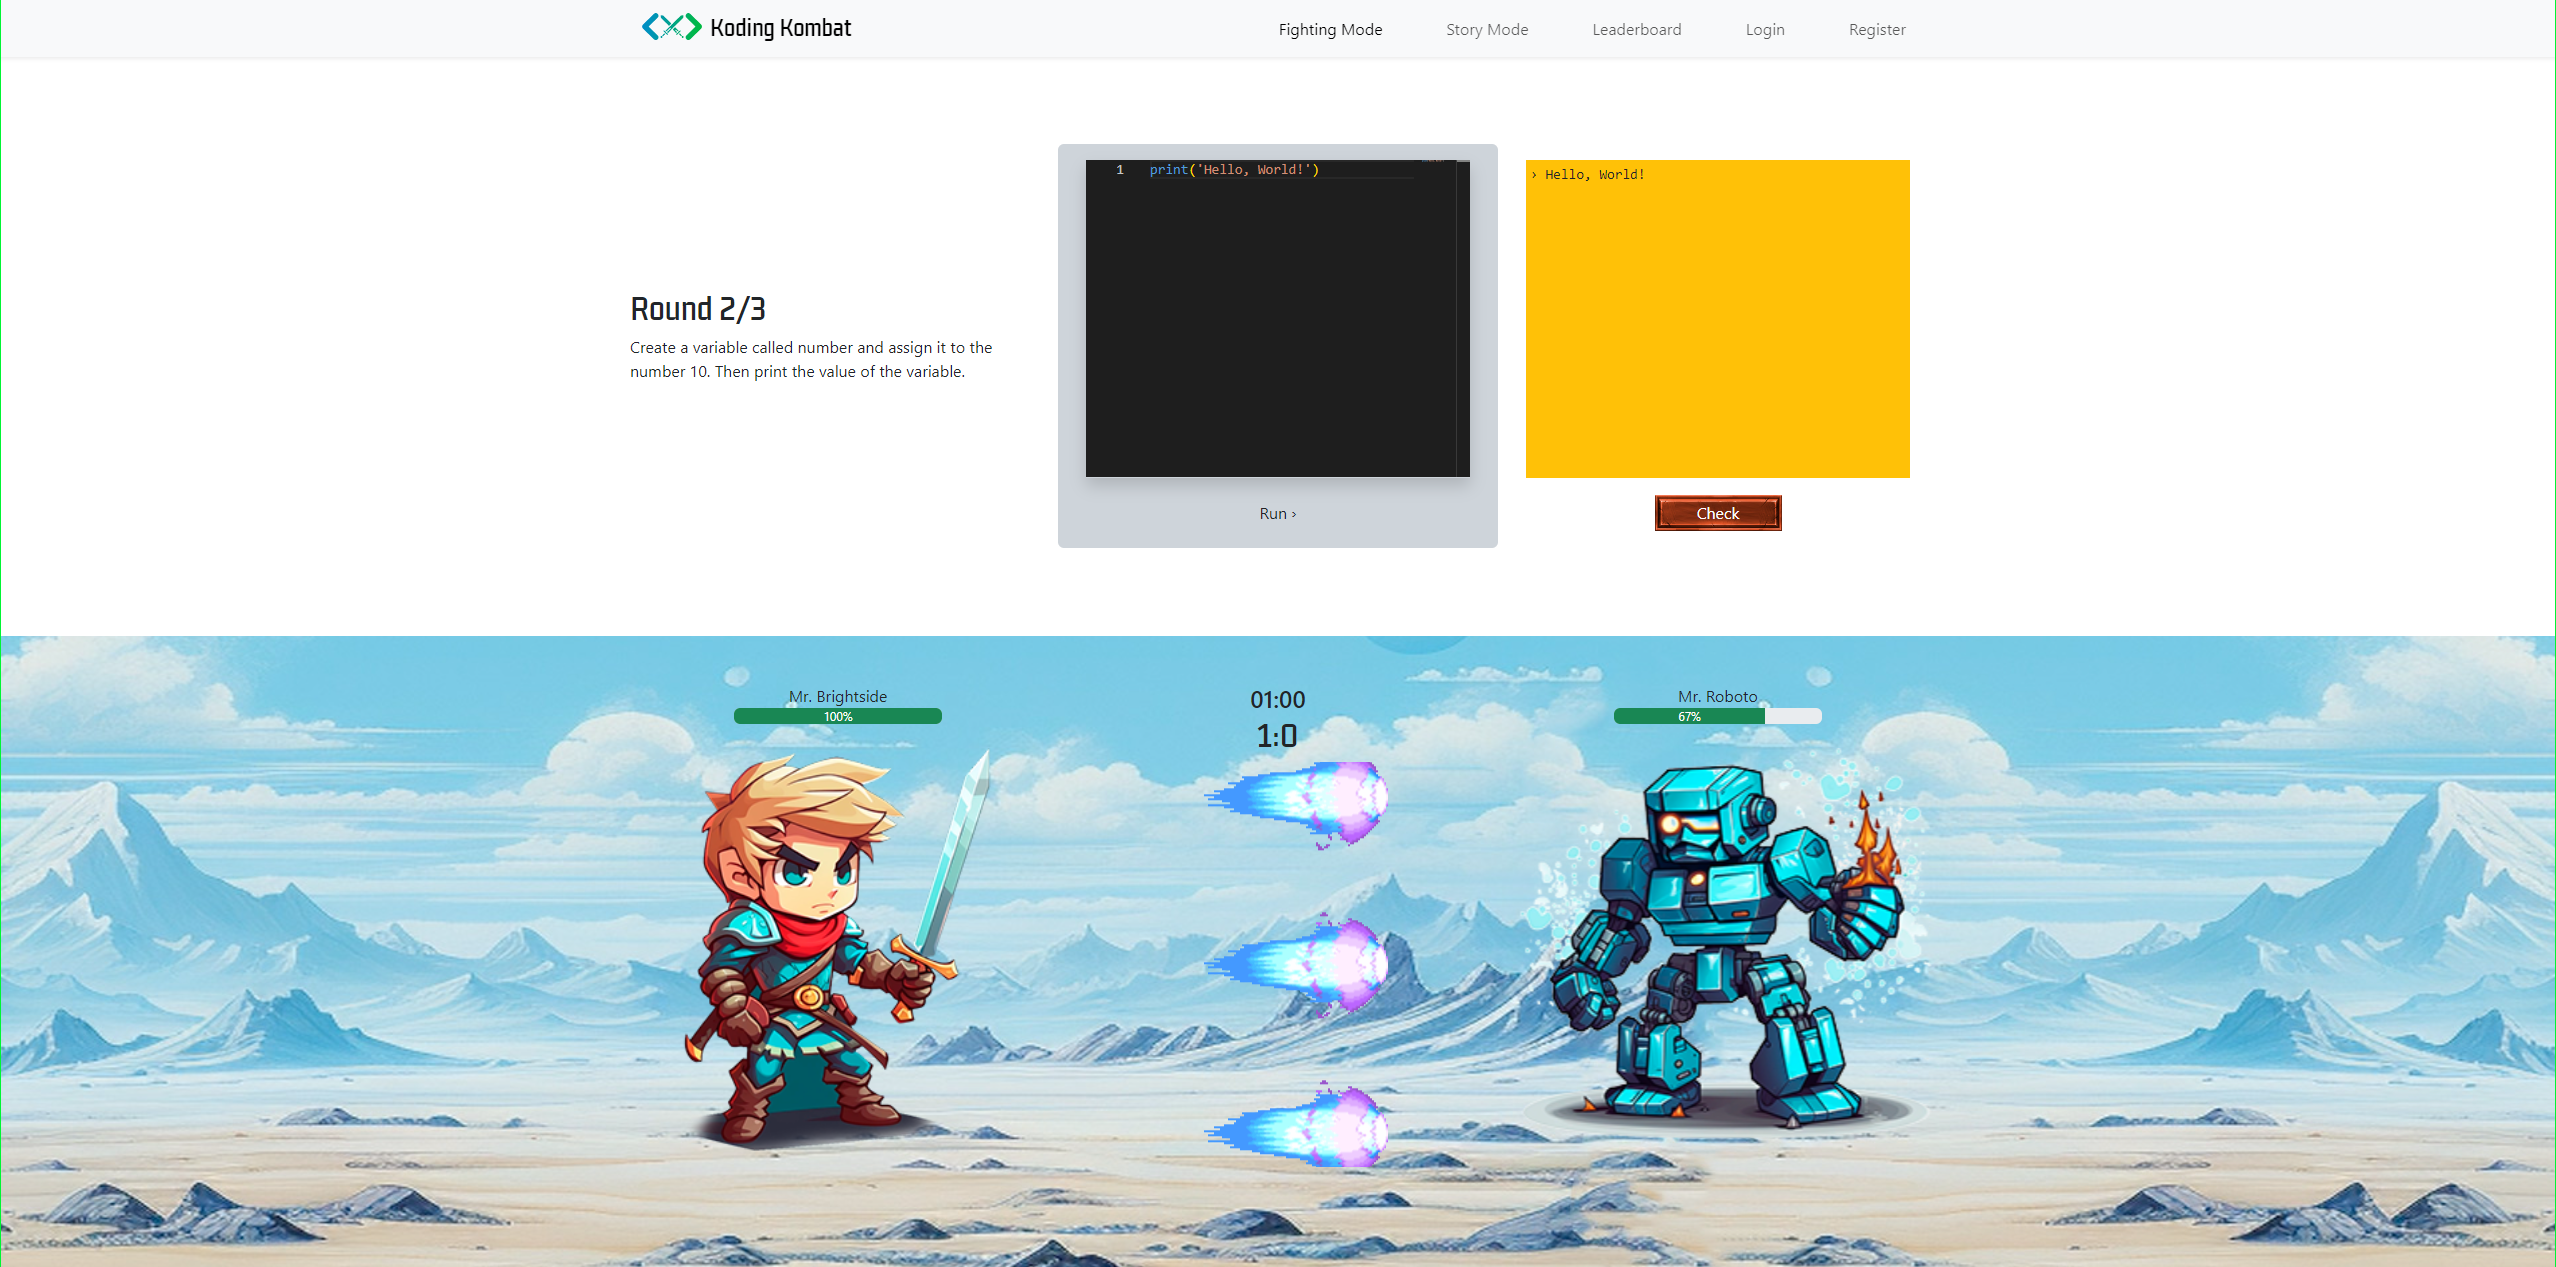 Koding Kombat
Fighting Mode
Story Mode
Leaderboard
Login
Register
Round 2/3
Create a variable called number and assign it to the
number 10. Then print the value of the variable.
1 print('Hello, World!')
Run ›
› Hello, World!
Check
Mr. Brightside
100%
01:00
1:0
Mr. Roboto
67%